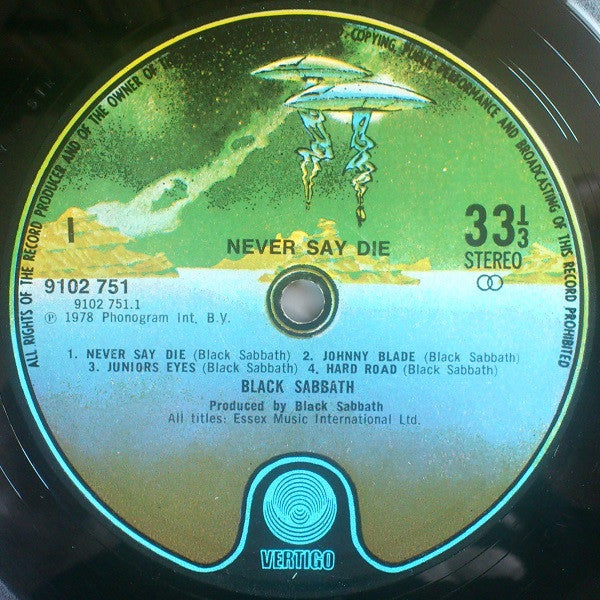 ALL RIGHTS OF THE RECORD PRODUCER AND OF THE OWNER OF
COPYING, PUBLIC PERFORMANCE AND BROADCASTING OF THIS RECORD PROHIBITED
I
NEVER SAY DIE
33⅓
STEREO
9102 751
9102 751.1
℗ 1978 Phonogram Int. B.V.
1. NEVER SAY DIE (Black Sabbath) 2. JOHNNY BLADE (Black Sabbath)
3. JUNIORS EYES (Black Sabbath) 4. HARD ROAD (Black Sabbath)
BLACK SABBATH
Produced by Black Sabbath
All titles: Essex Music International Ltd.
VERTIGO